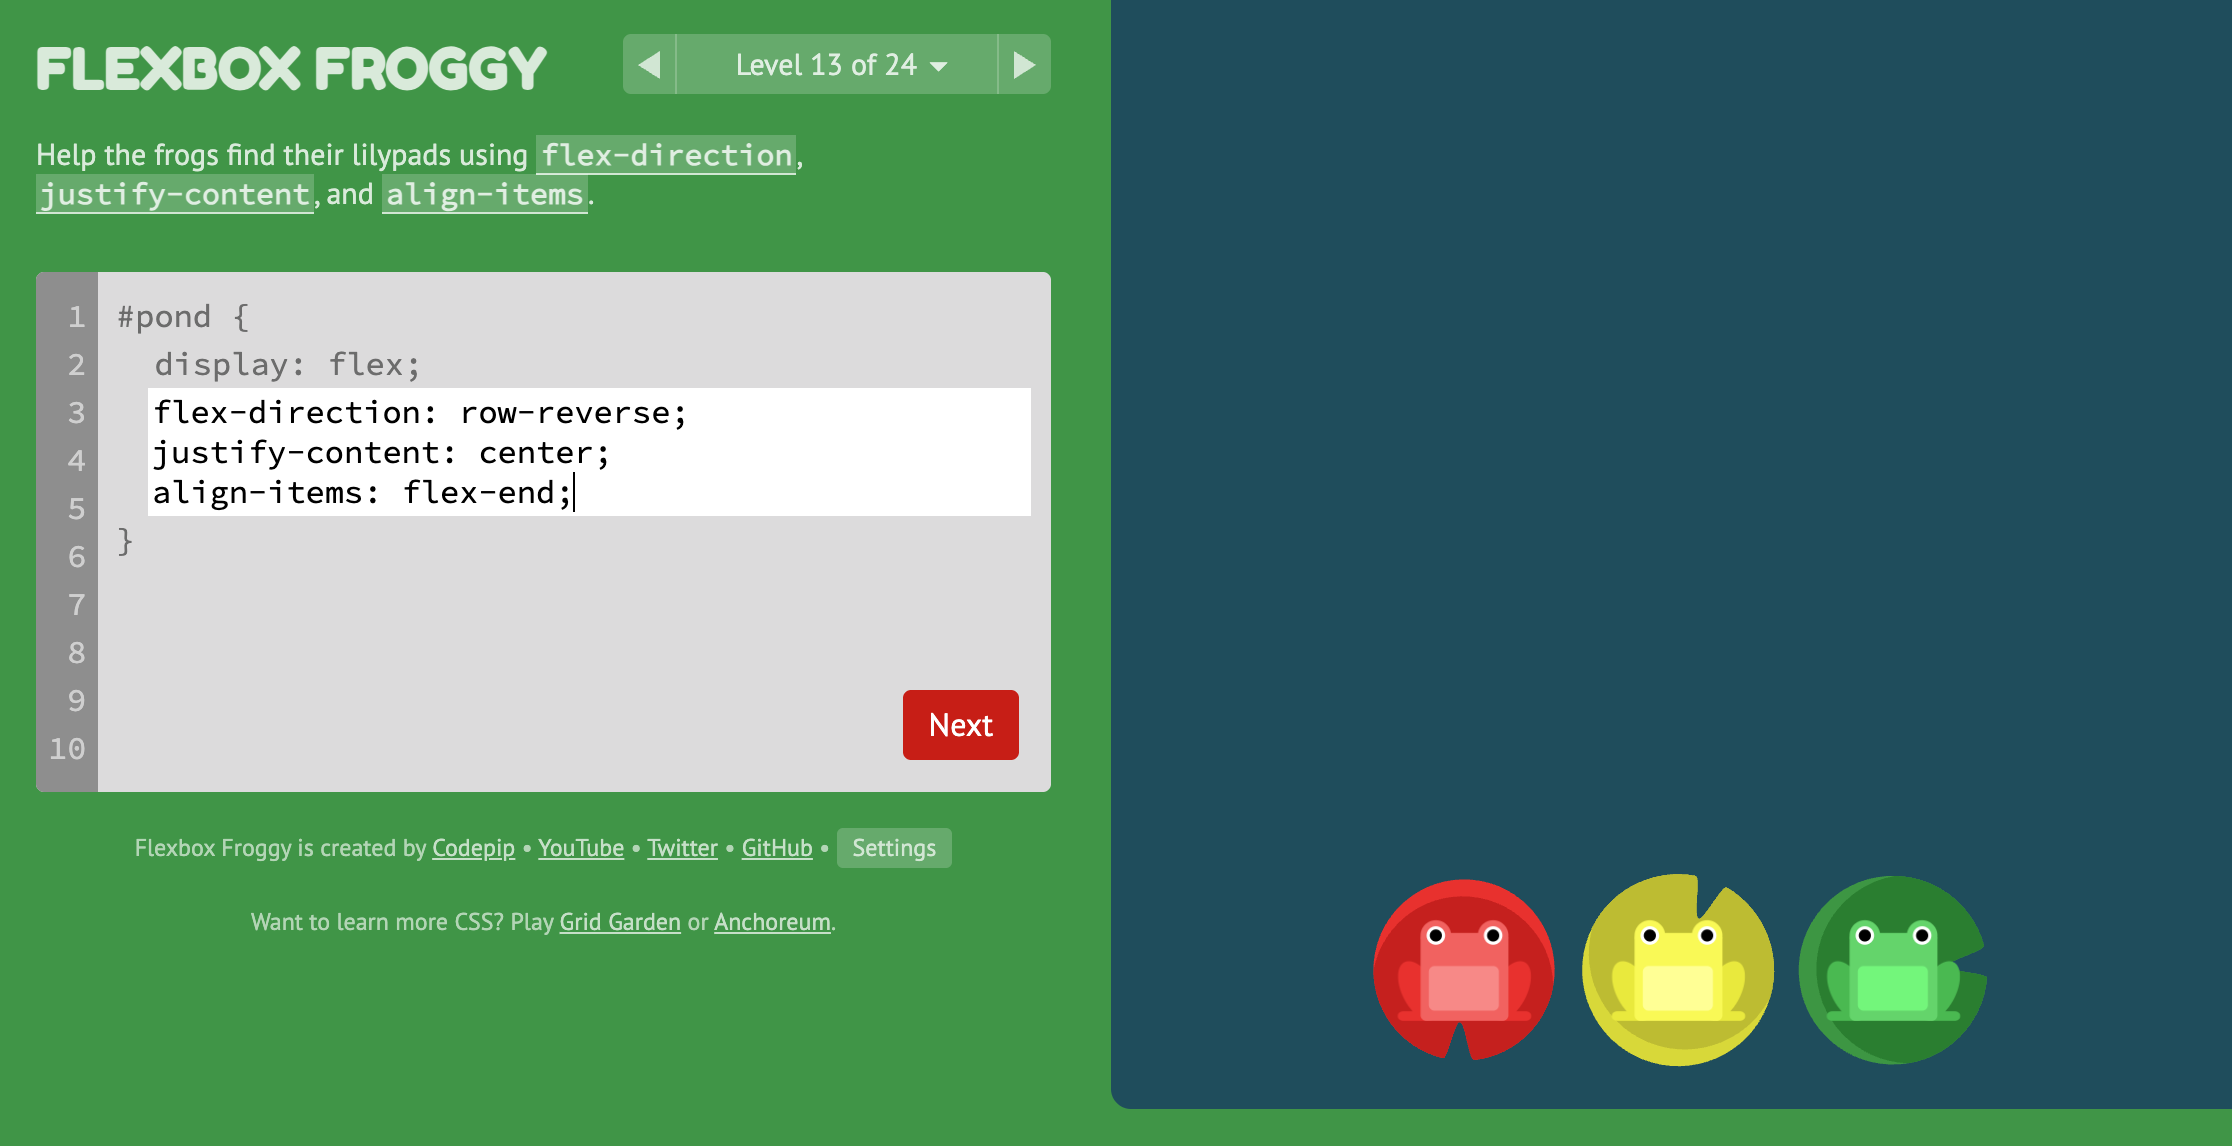 FLEXBOX FROGGY
Level 13 of 24
Help the frogs find their lilypads using flex-direction,
justify-content, and align-items.
1 #pond {
2 display: flex;
3 flex-direction: row-reverse;
4 justify-content: center;
5 align-items: flex-end;
6 }
7
8
9
10
Next
Flexbox Froggy is created by Codepip • YouTube • Twitter • GitHub • Settings
Want to learn more CSS? Play Grid Garden or Anchoreum.